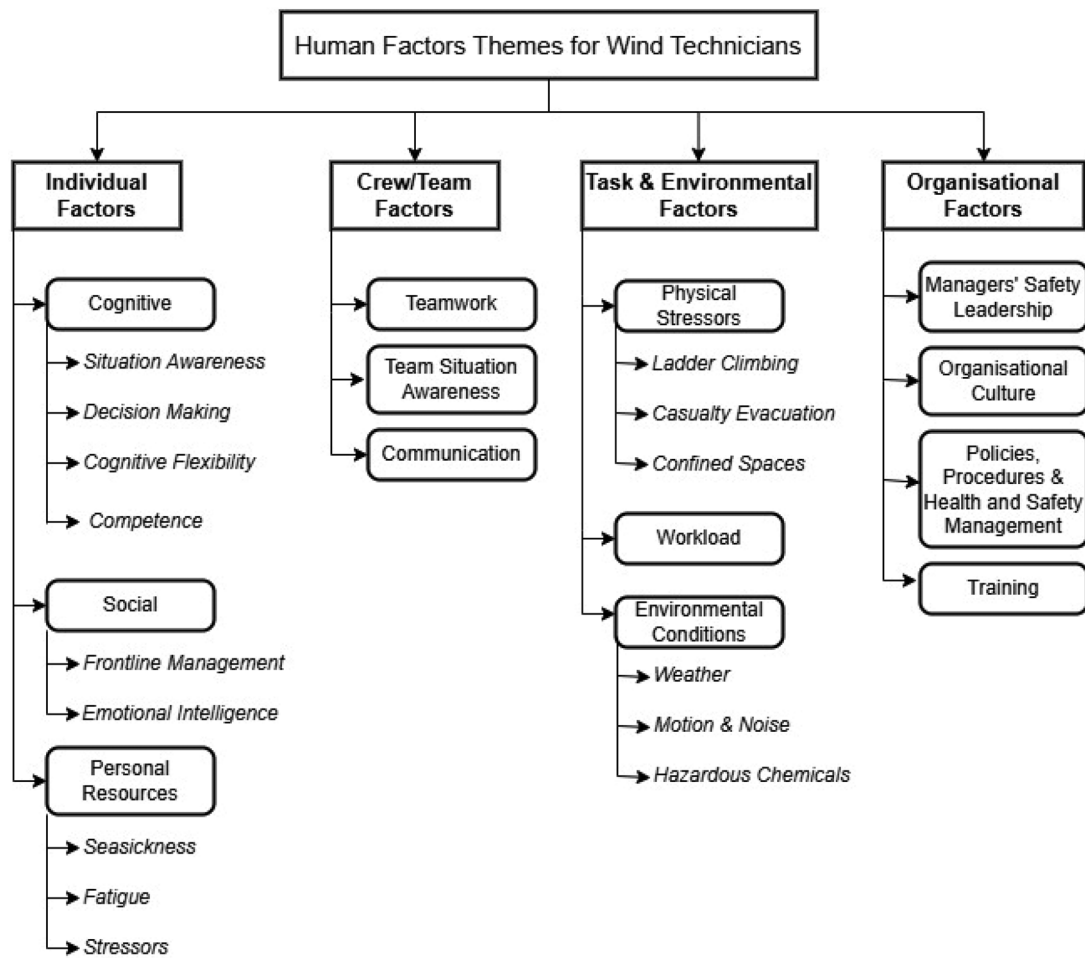 Human Factors Themes for Wind Technicians
Individual
Factors
Cognitive
Situation Awareness
Decision Making
Cognitive Flexibility
Competence
Social
Frontline Management
Emotional Intelligence
Personal
Resources
Seasickness
Fatigue
Stressors
Crew/Team
Factors
Teamwork
Team Situation
Awareness
Communication
Task & Environmental
Factors
Physical
Stressors
Ladder Climbing
Casualty Evacuation
Confined Spaces
Workload
Environmental
Conditions
Weather
Motion & Noise
Hazardous Chemicals
Organisational
Factors
Managers' Safety
Leadership
Organisational
Culture
Policies,
Procedures &
Health and Safety
Management
Training